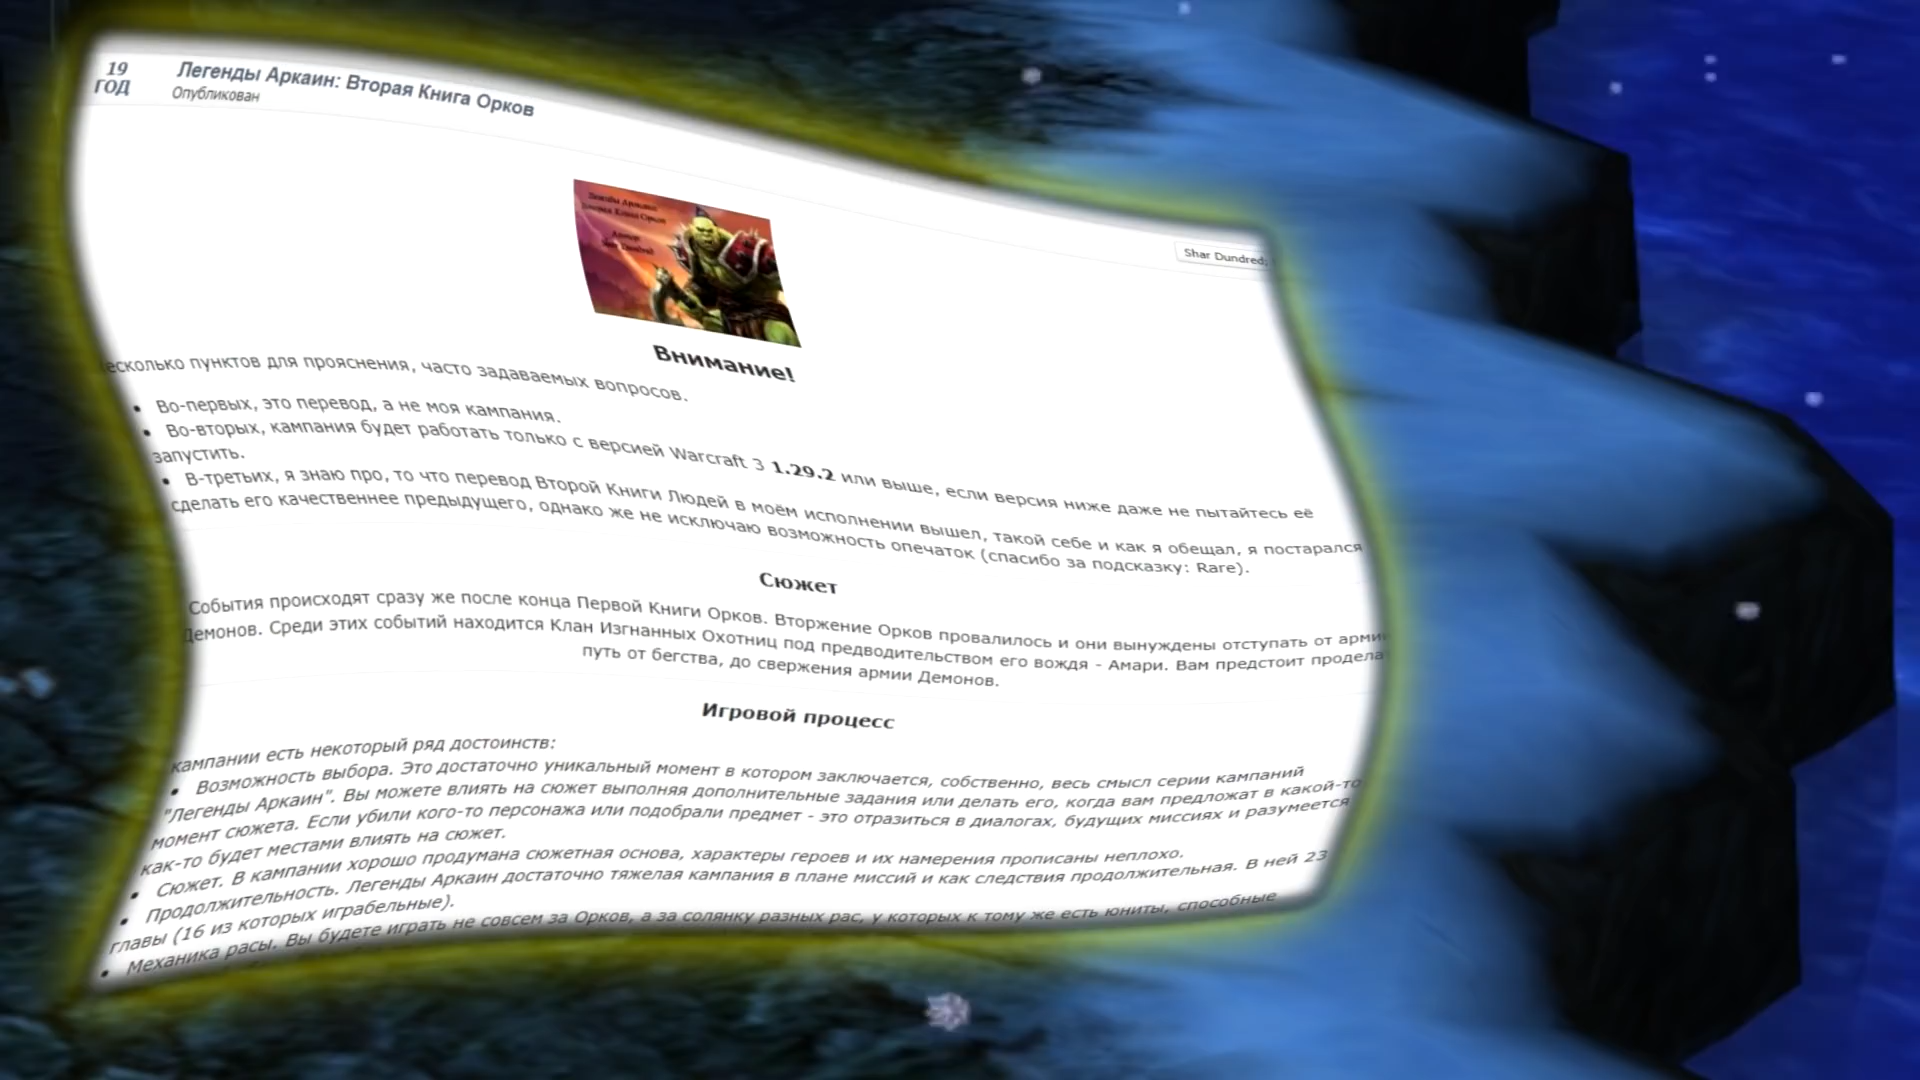 19
ГОД
Легенды Аркаин: Вторая Книга Орков
Опубликован
Shar Dundred;
Внимание!
есколько пунктов для прояснения, часто задаваемых вопросов.
• Во-первых, это перевод, а не моя кампания.
• Во-вторых, кампания будет работать только с версией Warcraft 3 1.29.2 или выше, если версия ниже даже не пытайтесь её
запустить.
• В-третьих, я знаю про, то что перевод Второй Книги Людей в моём исполнении вышел, такой себе и как я обещал, я постарался
сделать его качественнее предыдущего, однако же не исключаю возможность опечаток (спасибо за подсказку: Rare).
Сюжет
События происходят сразу же после конца Первой Книги Орков. Вторжение Орков провалилось и они вынуждены отступать от армии
Демонов. Среди этих событий находится Клан Изгнанных Охотниц под предводительством его вождя - Амари. Вам предстоит продела
путь от бегства, до свержения армии Демонов.
Игровой процесс
кампании есть некоторый ряд достоинств:
• Возможность выбора. Это достаточно уникальный момент в котором заключается, собственно, весь смысл серии кампаний
"Легенды Аркаин". Вы можете влиять на сюжет выполняя дополнительные задания или делать его, когда вам предложат в какой-то
момент сюжета. Если убили кого-то персонажа или подобрали предмет - это отразиться в диалогах, будущих миссиях и разумеется
как-то будет местами влиять на сюжет.
• Сюжет. В кампании хорошо продумана сюжетная основа, характеры героев и их намерения прописаны неплохо.
• Продолжительность. Легенды Аркаин достаточно тяжелая кампания в плане миссий и как следствия продолжительная. В ней 23
главы (16 из которых играбельные).
• Механика расы. Вы будете играть не совсем за Орков, а за солянку разных рас, у которых к тому же есть юниты, способные